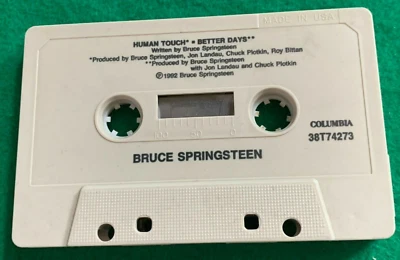 MADE IN USA
HUMAN TOUCH* • BETTER DAYS**
Written by Bruce Springsteen
*Produced by Bruce Springsteen, Jon Landau, Chuck Plotkin, Roy Bittan
**Produced by Bruce Springsteen
with Jon Landau and Chuck Plotkin
Ⓟ1992 Bruce Springsteen
COLUMBIA
38T74273
BRUCE SPRINGSTEEN